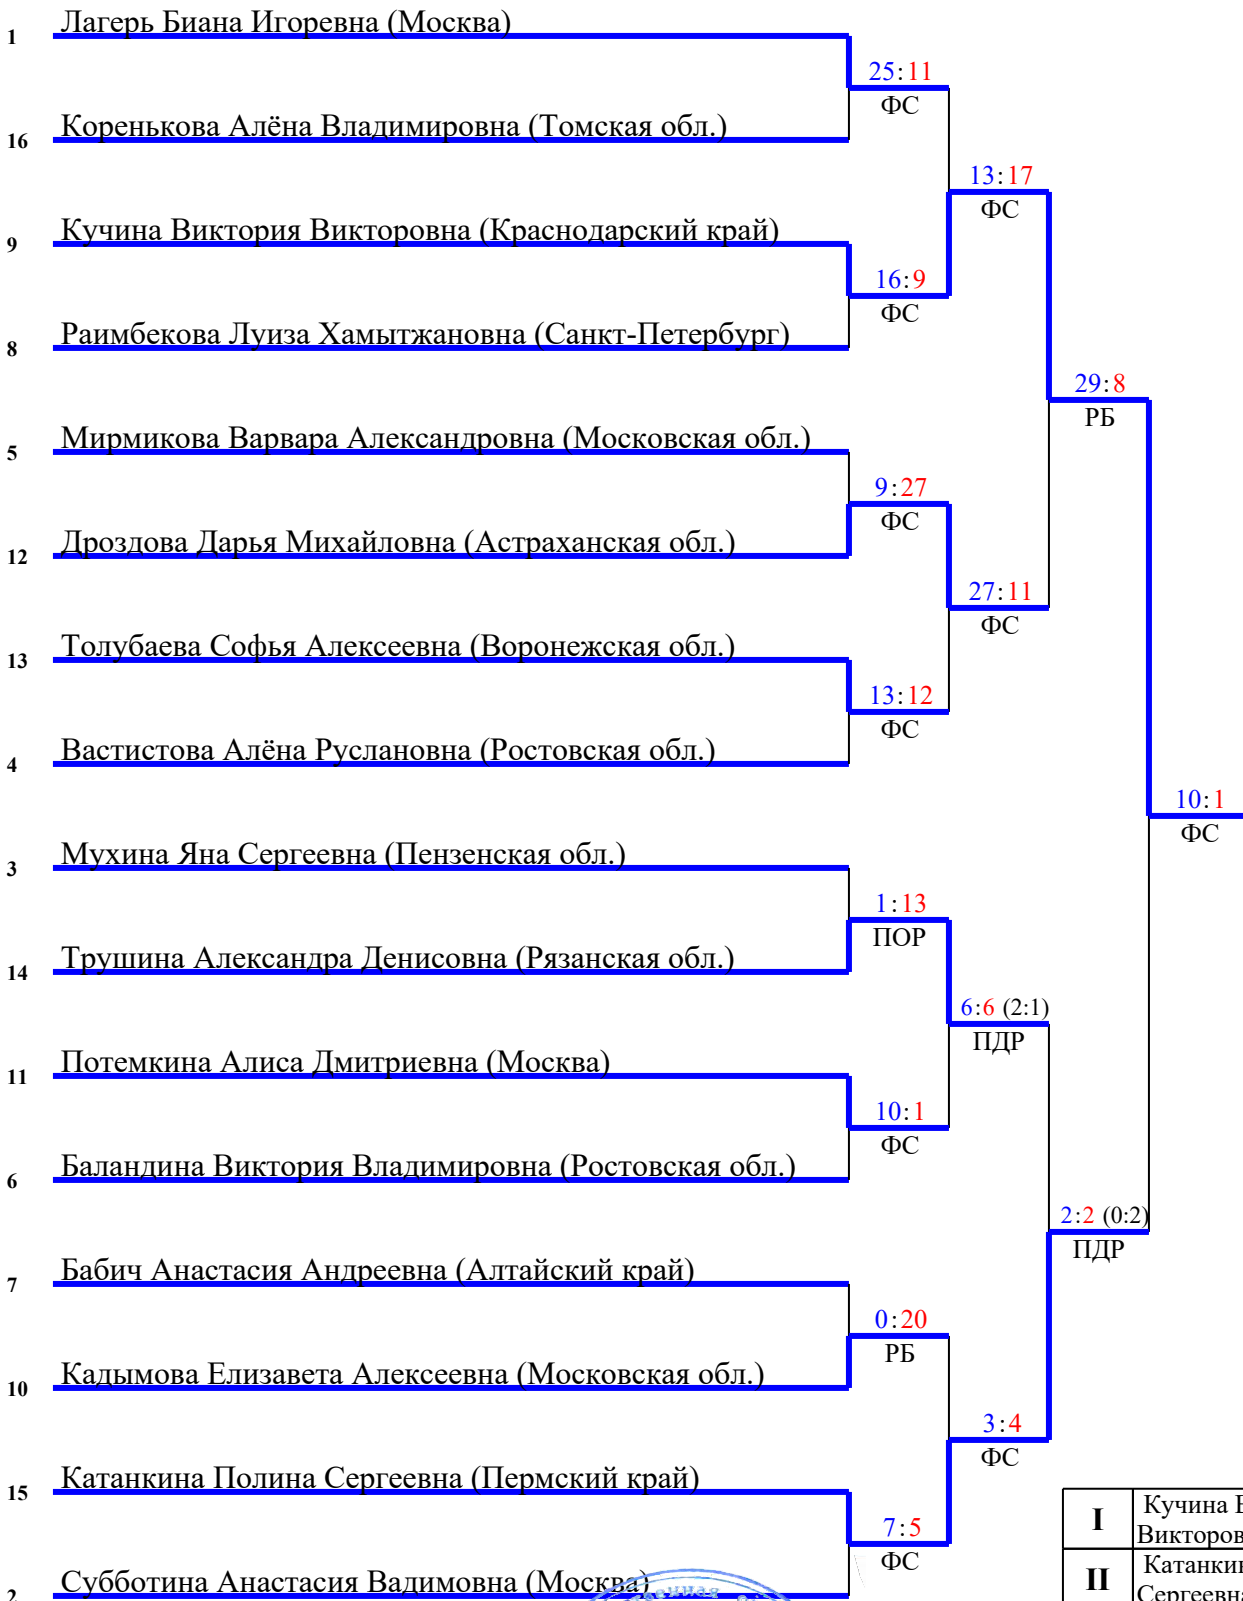 1 Лагерь Биана Игоревна (Москва)
25:11
ФС
16 Коренькова Алёна Владимировна (Томская обл.)
13:17
ФС
9 Кучина Виктория Викторовна (Краснодарский край)
16:9
ФС
8 Раимбекова Луиза Хамытжановна (Санкт-Петербург)
29:8
РБ
5 Мирмикова Варвара Александровна (Московская обл.)
9:27
ФС
12 Дроздова Дарья Михайловна (Астраханская обл.)
27:11
ФС
13 Толубаева Софья Алексеевна (Воронежская обл.)
13:12
ФС
4 Вастистова Алёна Руслановна (Ростовская обл.)
10:1
ФС
3 Мухина Яна Сергеевна (Пензенская обл.)
1:13
ПОР
14 Трушина Александра Денисовна (Рязанская обл.)
6:6 (2:1)
ПДР
11 Потемкина Алиса Дмитриевна (Москва)
10:1
ФС
6 Баландина Виктория Владимировна (Ростовская обл.)
2:2 (0:2)
ПДР
7 Бабич Анастасия Андреевна (Алтайский край)
0:20
РБ
10 Кадымова Елизавета Алексеевна (Московская обл.)
3:4
ФС
15 Катанкина Полина Сергеевна (Пермский край)
7:5
ФС
2 Субботина Анастасия Вадимовна (Москва)
I Кучина
Викторов
II Катанкин
Сергеевна